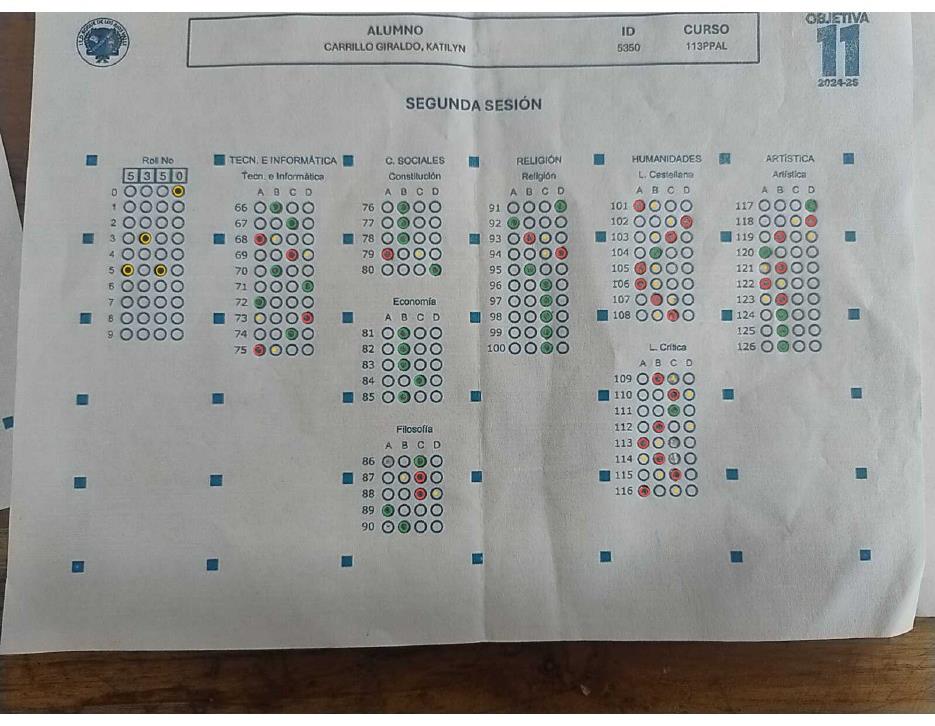 ALUMNO
CARRILLO GIRALDO, KATILYN
ID
5350
CURSO
113PPAL
OBJETIVA
11
2024-25
SEGUNDA SESIÓN
Roll No
5 3 5 0
0
1
2
3
4
5
6
7
8
9
TECN. E INFORMÁTICA
Tecn. e Informática
A B C D
66
67
68
69
70
71
72
73
74
75
C. SOCIALES
Constitución
A B C D
76
77
78
79
80
Economía
A B C D
81
82
83
84
85
Filosofía
A B C D
86
87
88
89
90
RELIGIÓN
Religión
A B C D
91
92
93
94
95
96
97
98
99
100
HUMANIDADES
L. Castellana
A B C D
101
102
103
104
105
106
107
108
L. Crítica
A B C D
109
110
111
112
113
114
115
116
ARTÍSTICA
Artística
A B C D
117
118
119
120
121
122
123
124
125
126